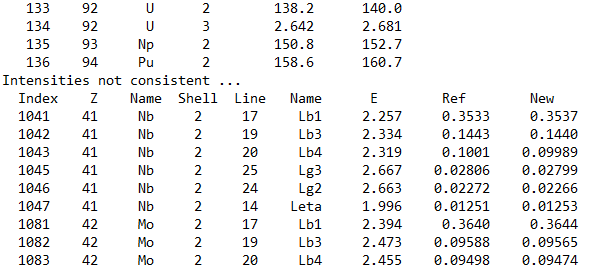 133 92 U 2 138.2 140.0
134 92 U 3 2.642 2.681
135 93 Np 2 150.8 152.7
136 94 Pu 2 158.6 160.7
Intensities not consistent ...
Index Z Name Shell Line Name E Ref New
1041 41 Nb 2 17 Lb1 2.257 0.3533 0.3537
1042 41 Nb 2 19 Lb3 2.334 0.1443 0.1440
1043 41 Nb 2 20 Lb4 2.319 0.1001 0.09989
1045 41 Nb 2 25 Lg3 2.667 0.02806 0.02799
1046 41 Nb 2 24 Lg2 2.663 0.02272 0.02266
1047 41 Nb 2 14 Leta 1.996 0.01251 0.01253
1081 42 Mo 2 17 Lb1 2.394 0.3640 0.3644
1082 42 Mo 2 19 Lb3 2.473 0.09588 0.09565
1083 42 Mo 2 20 Lb4 2.455 0.09498 0.09474